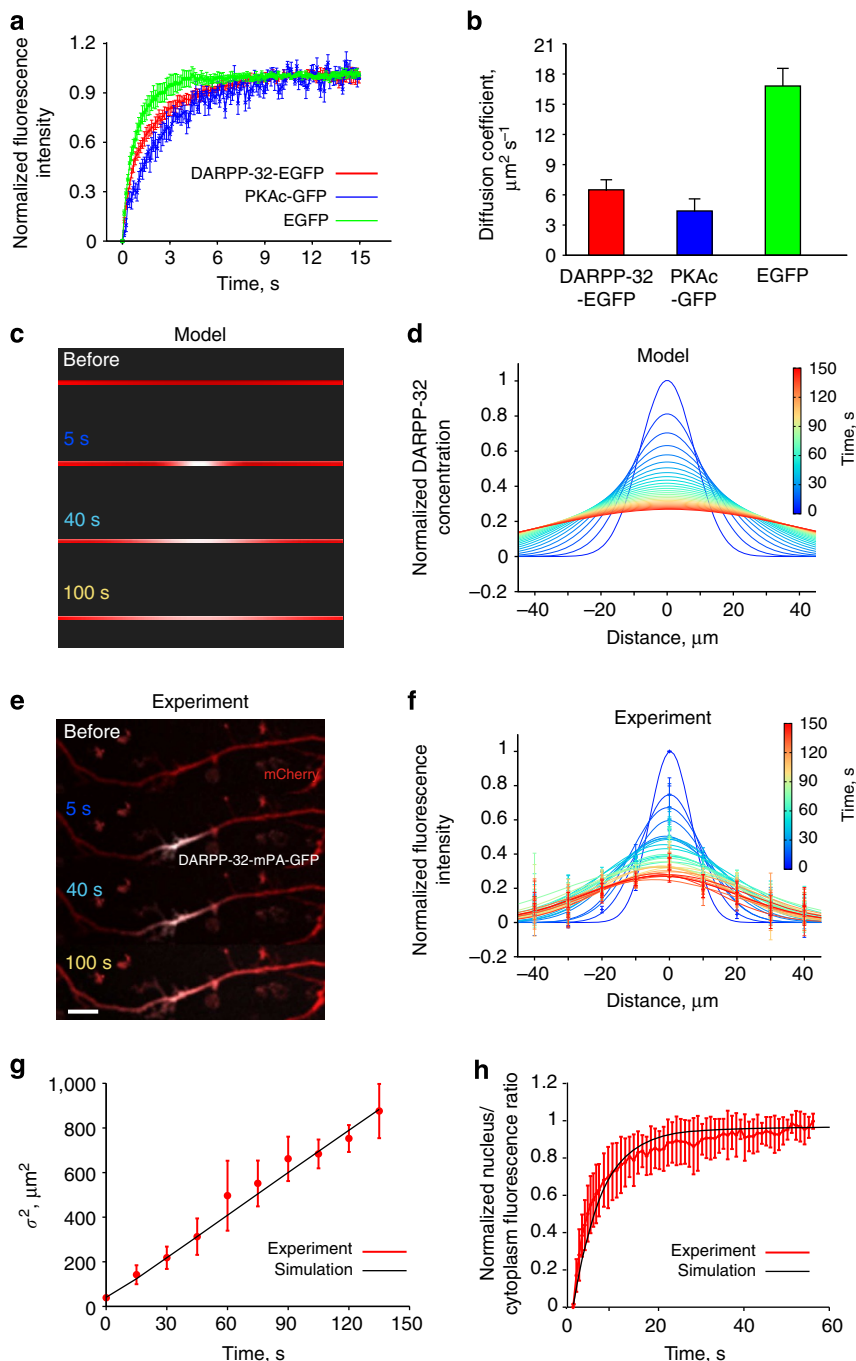 a
1.2
0.9
0.6
0.3
0
Normalized fluorescence
intensity
DARPP-32-EGFP
PKAc-GFP
EGFP
0 3 6 9 12 15
Time, s
b
21
18
15
12
9
6
3
0
Diffusion coefficient,
μm² s⁻¹
DARPP-32
-EGFP
PKAc
-GFP
EGFP
c
Model
Before
5 s
40 s
100 s
d
Model
1
0.8
0.6
0.4
0.2
0
–0.2
Normalized DARPP-32
concentration
–40 –20 0 20 40
Distance, μm
150
120
90
60
30
0
Time, s
e
Experiment
Before
mCherry
5 s
DARPP-32-mPA-GFP
40 s
100 s
f
Experiment
1
0.8
0.6
0.4
0.2
0
–0.2
Normalized fluorescence
intensity
–40 –20 0 20 40
Distance, μm
150
120
90
60
30
0
Time, s
g
1,000
800
600
400
200
0
σ², μm²
Experiment
Simulation
0 30 60 90 120 150
Time, s
h
1.2
1
0.8
0.6
0.4
0.2
0
Normalized nucleus/
cytoplasm fluorescence ratio
Experiment
Simulation
0 20 40 60
Time, s